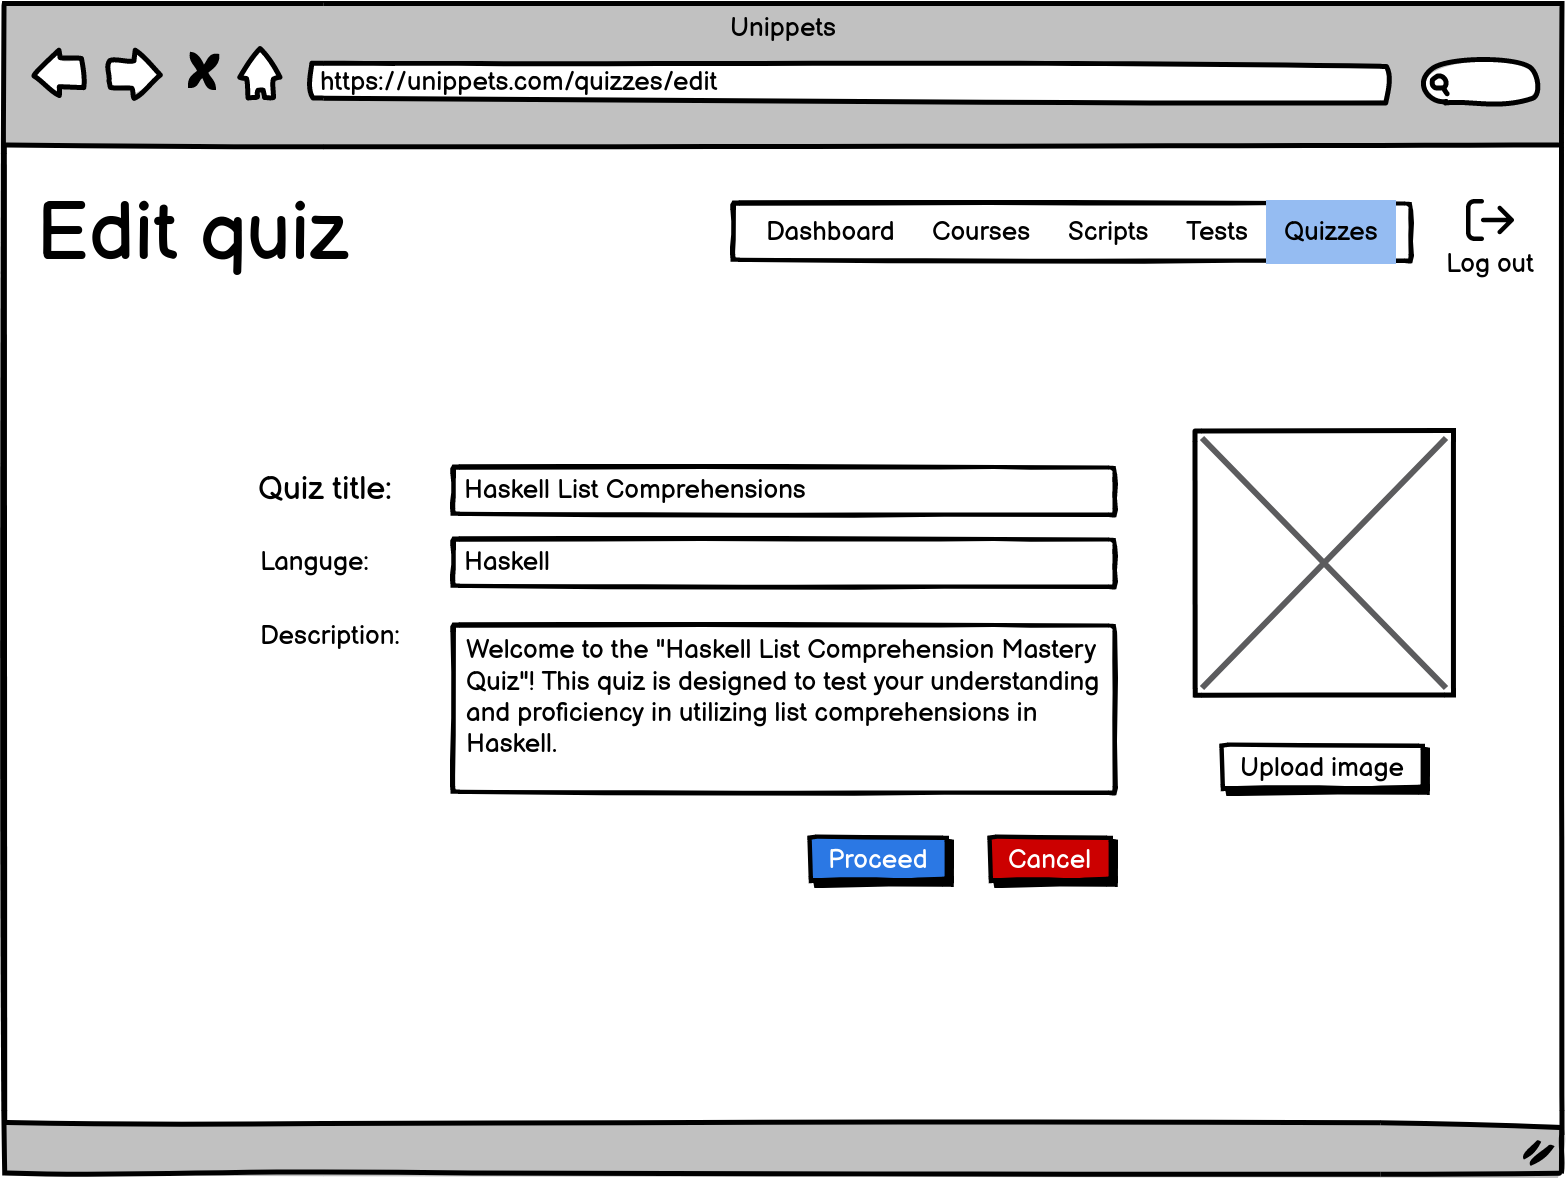 Unippets
https://unippets.com/quizzes/edit
Edit quiz
Dashboard Courses Scripts Tests Quizzes
Log out
Quiz title: Haskell List Comprehensions
Languge: Haskell
Description:
Welcome to the "Haskell List Comprehension Mastery
Quiz"! This quiz is designed to test your understanding
and proficiency in utilizing list comprehensions in
Haskell.
Upload image
Proceed Cancel